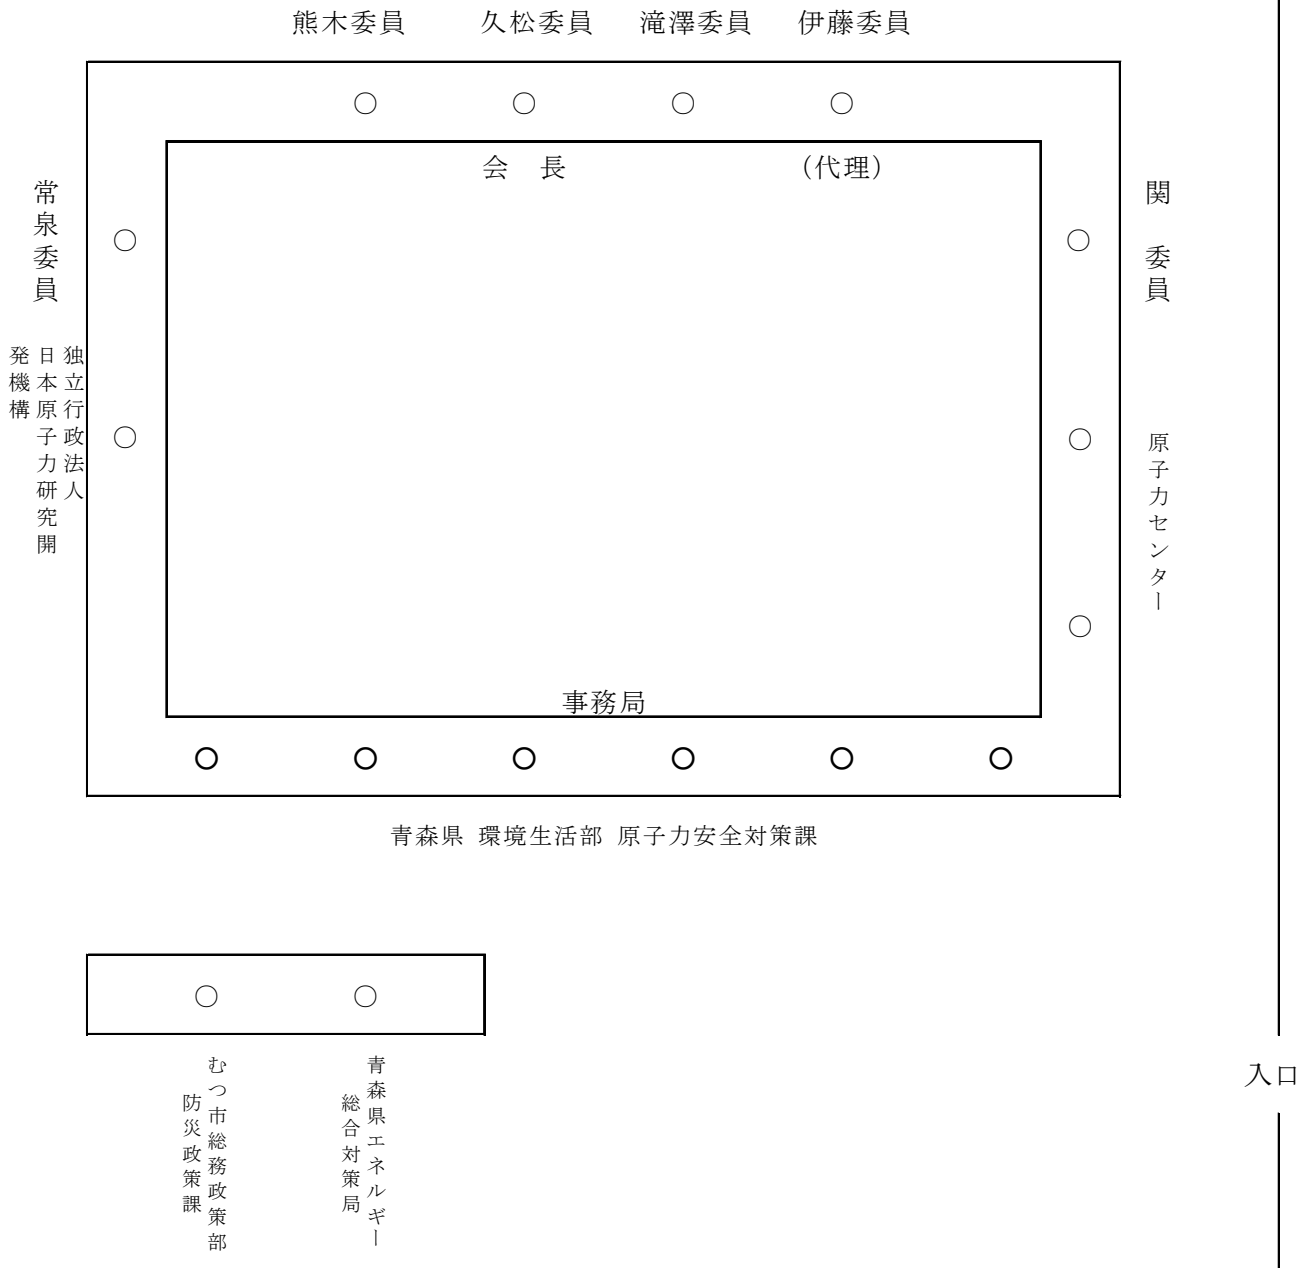 熊木委員 久松委員 滝澤委員 伊藤委員
会 長 (代理)
常泉委員
関 委員
独立行政法人
日本原子力研究開
発機構
原子力センター
事務局
青森県 環境生活部 原子力安全対策課
むつ市総務政策部
防災政策課
青森県エネルギー
総合対策局
入口